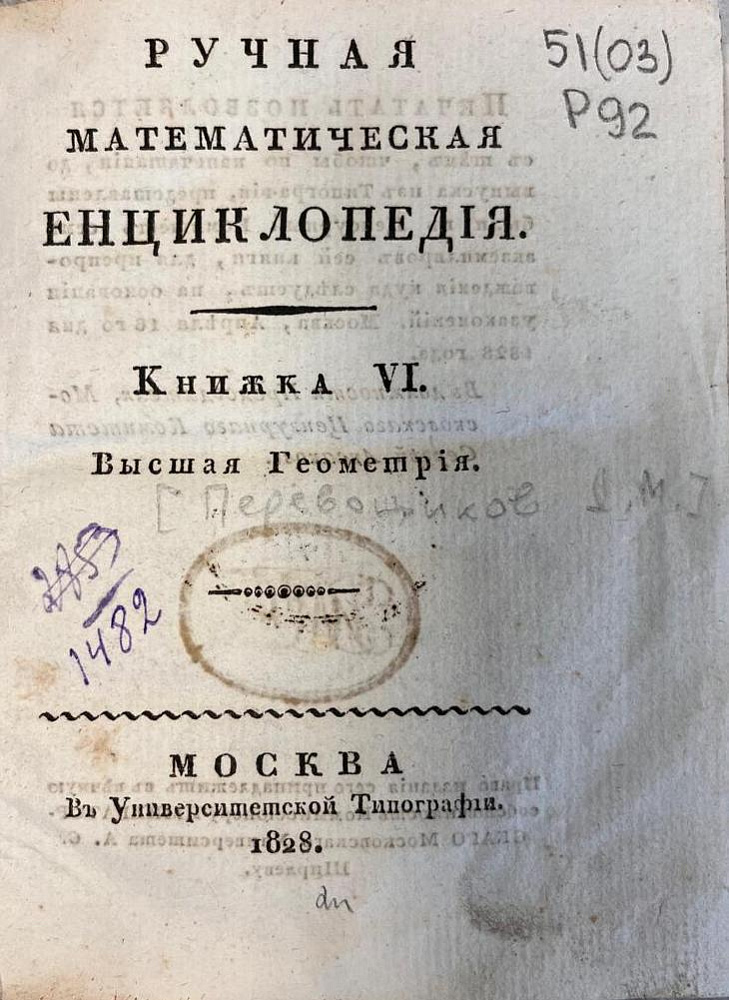 РУЧНАЯ
51(03)
Р92
МАТЕМАТИЧЕСКАЯ
ЕНЦИКЛОПЕДІЯ.
Книжка VI.
Высшая Геометрія.
[Перевощиков Д.М.]
1482
МОСКВА
Въ Университетской Типографіи.
1828.